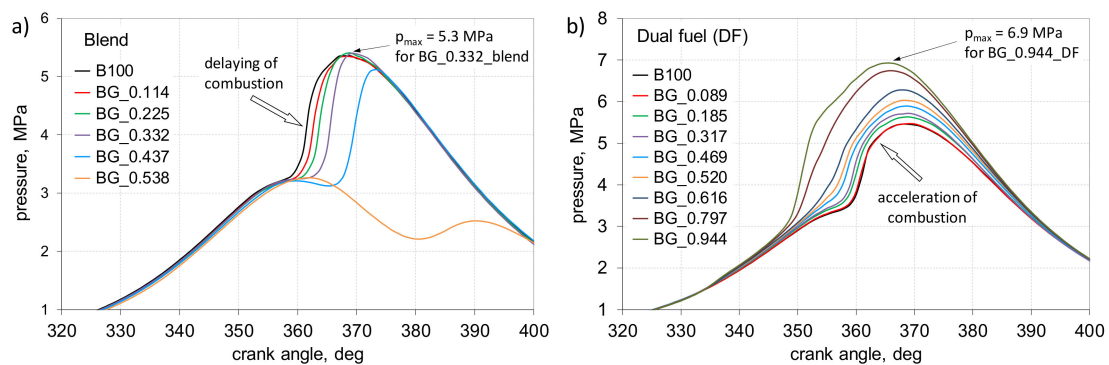 a)
Blend
B100
BG_0.114
BG_0.225
BG_0.332
BG_0.437
BG_0.538
delaying of
combustion
pmax = 5.3 MPa
for BG_0.332_blend
pressure, MPa
6
5
4
3
2
1
320 330 340 350 360 370 380 390 400
crank angle, deg
b)
Dual fuel (DF)
B100
BG_0.089
BG_0.185
BG_0.317
BG_0.469
BG_0.520
BG_0.616
BG_0.797
BG_0.944
pmax = 6.9 MPa
for BG_0.944_DF
acceleration of
combustion
pressure, MPa
8
7
6
5
4
3
2
1
320 330 340 350 360 370 380 390 400
crank angle, deg